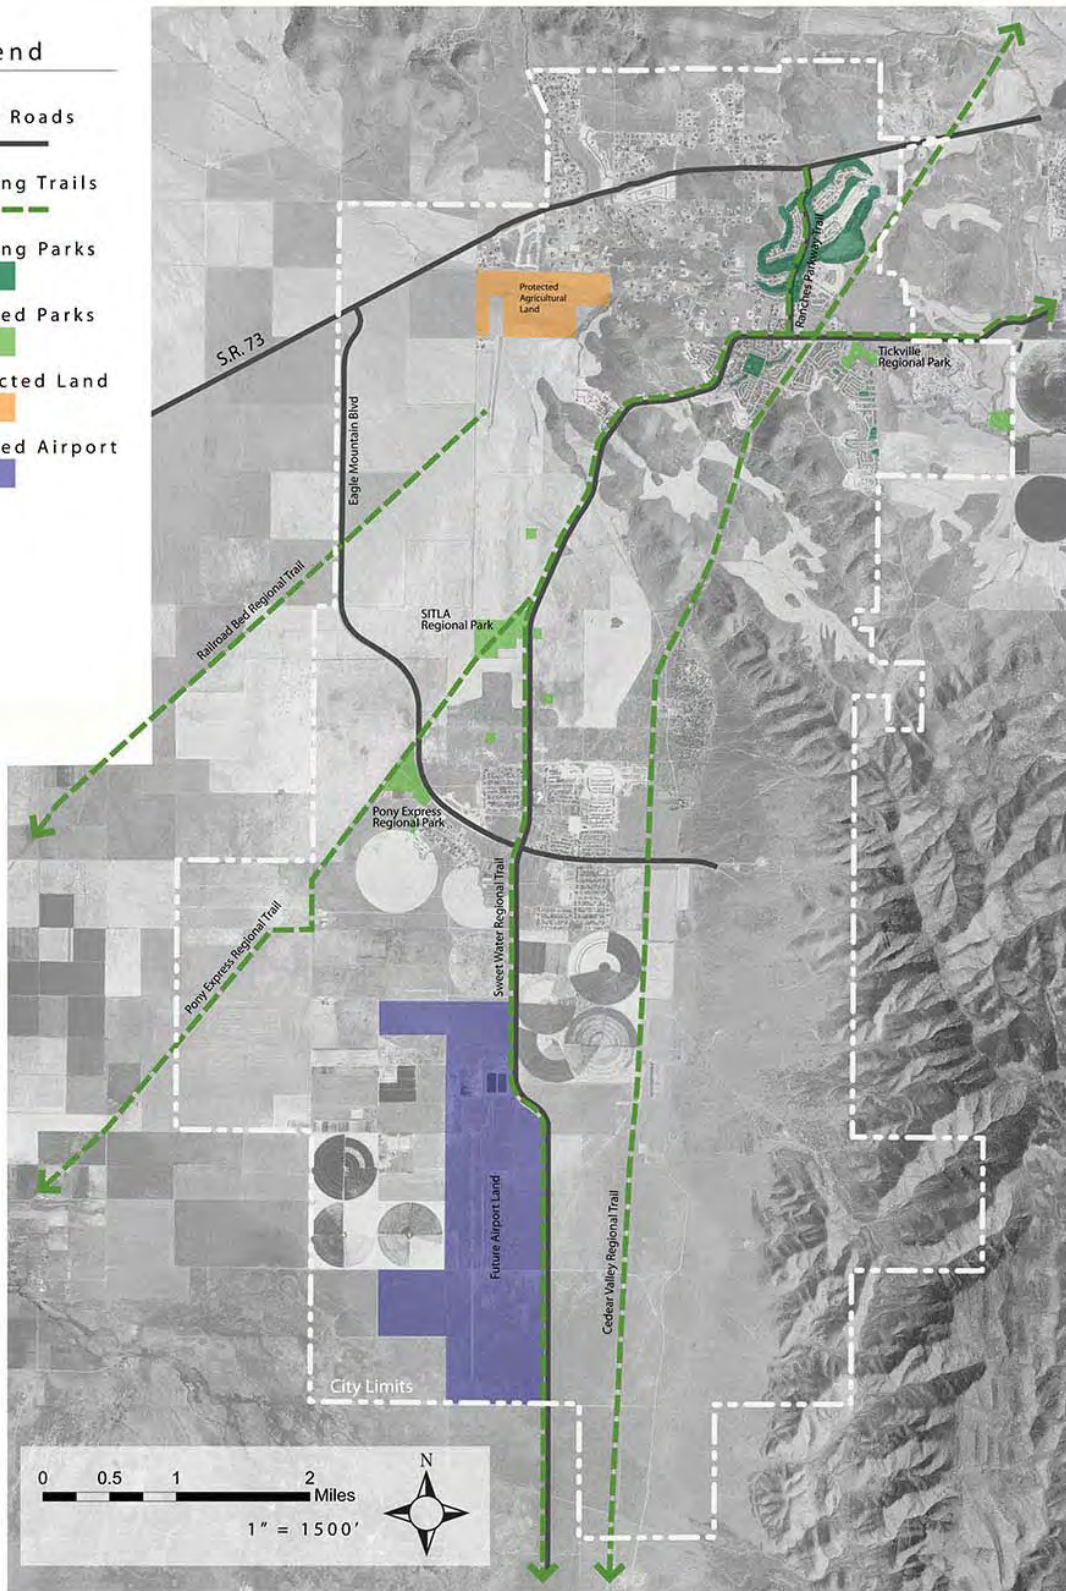 end
Roads
ng Trails
ng Parks
ed Parks
cted Land
ed Airport
S.R. 73
Eagle Mountain Blvd
Protected
Agricultural
Land
Ranches Parkway Trail
Tickville
Regional Park
Railroad Bed Regional Trail
SITLA
Regional Park
Pony Express
Regional Park
Pony Express Regional Trail
Sweet Water Regional Trail
Future Airport Land
Cedear Valley Regional Trail
City Limits
0 0.5 1 2
Miles
1" = 1500'
N